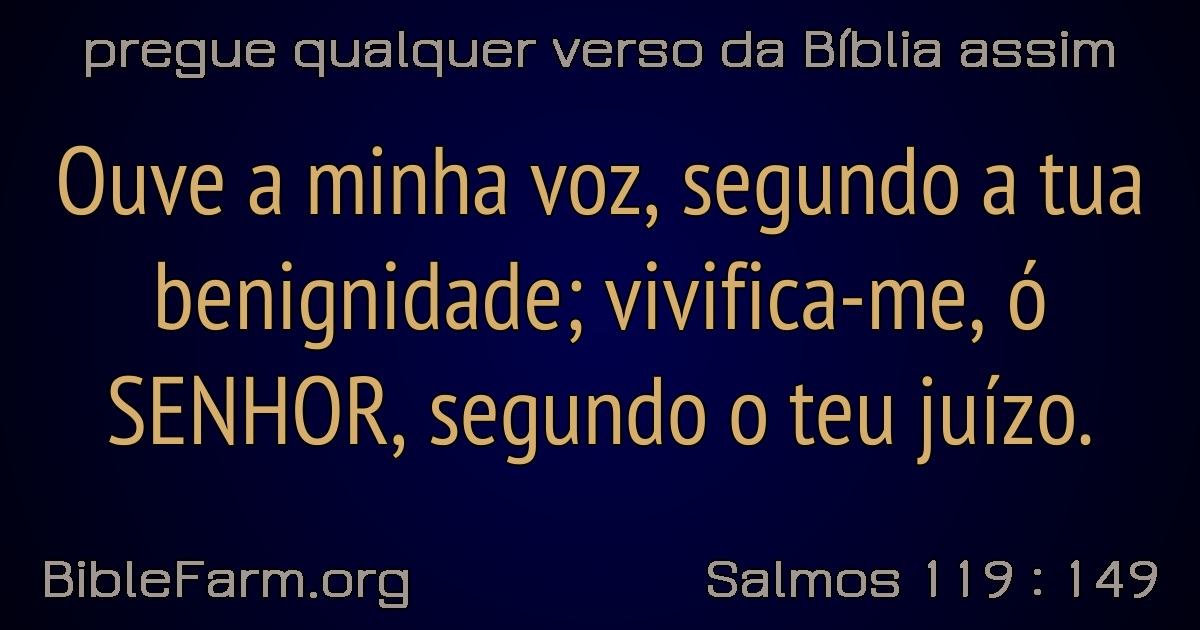 pregue qualquer verso da Bíblia assim
Ouve a minha voz, segundo a tua
benignidade; vivifica-me, ó
SENHOR, segundo o teu juízo.
BibleFarm.org
Salmos 119 : 149